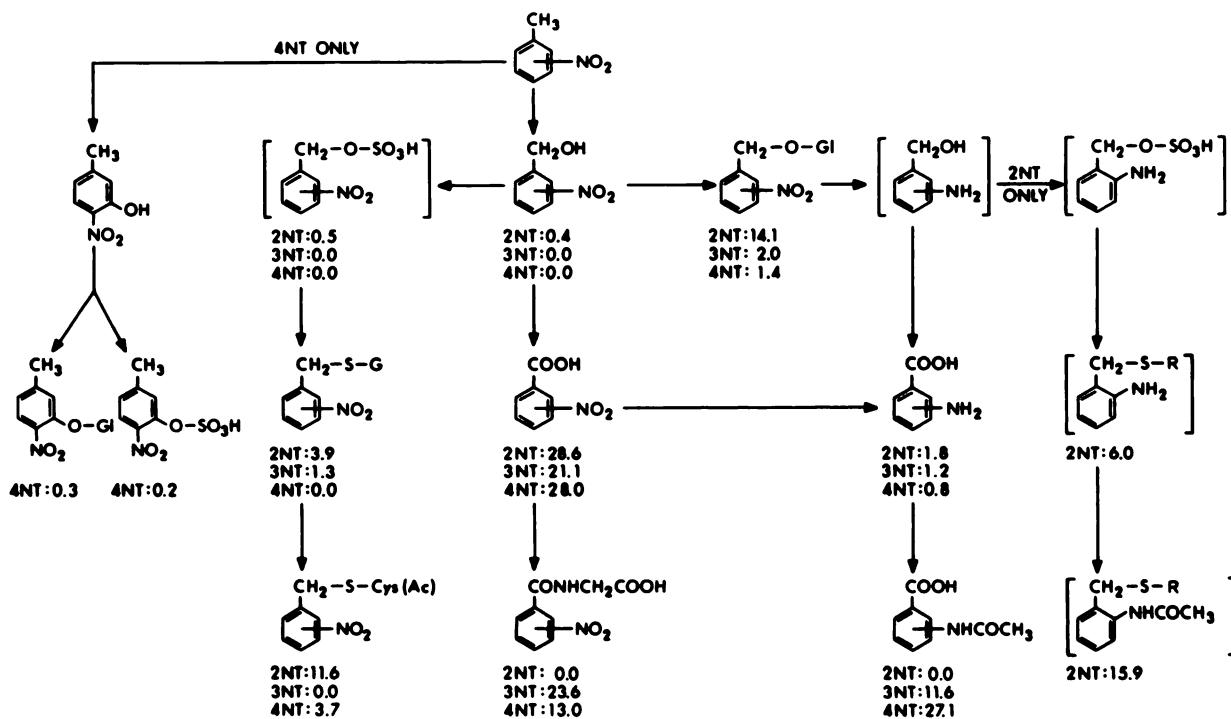 CH₃
4NT ONLY
NO₂
CH₃
OH
NO₂
CH₂-O-SO₃H
NO₂
2NT:0.5
3NT:0.0
4NT:0.0
CH₂OH
NO₂
2NT:0.4
3NT:0.0
4NT:0.0
CH₂-O-Gl
NO₂
2NT:14.1
3NT: 2.0
4NT: 1.4
CH₂OH
NH₂
2NT
ONLY
CH₂-O-SO₃H
NH₂
CH₃
O-Gl
NO₂
4NT:0.3
CH₃
O-SO₃H
NO₂
4NT:0.2
CH₂-S-G
NO₂
2NT:3.9
3NT:1.3
4NT:0.0
COOH
NO₂
2NT:28.6
3NT:21.1
4NT:28.0
COOH
NH₂
2NT:1.8
3NT:1.2
4NT:0.8
CH₂-S-R
NH₂
2NT:6.0
CH₂-S-Cys(Ac)
NO₂
2NT:11.6
3NT:0.0
4NT:3.7
CONHCH₂COOH
NO₂
2NT: 0.0
3NT:23.6
4NT:13.0
COOH
NHCOCH₃
2NT: 0.0
3NT:11.6
4NT:27.1
CH₂-S-R
NHCOCH₃
2NT:15.9